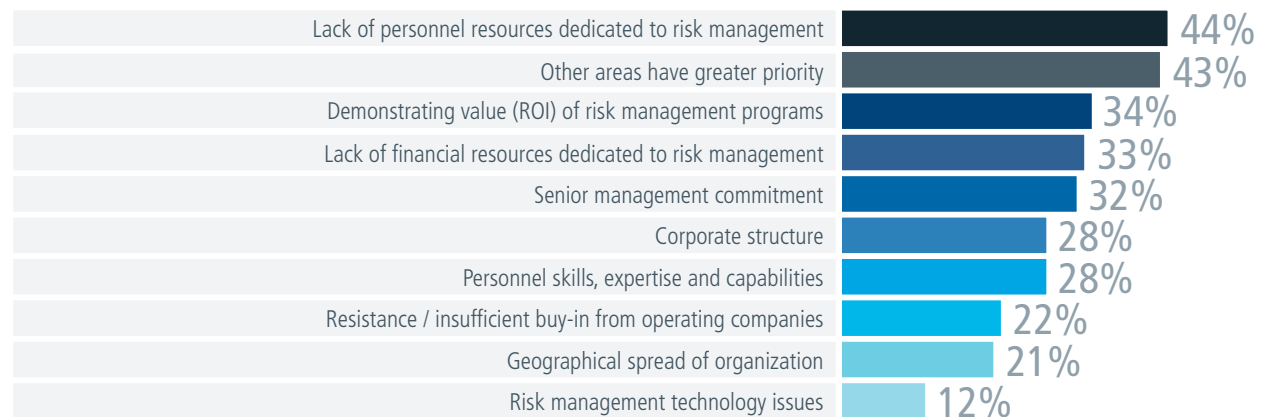 Lack of personnel resources dedicated to risk management 44%
Other areas have greater priority 43%
Demonstrating value (ROI) of risk management programs 34%
Lack of financial resources dedicated to risk management 33%
Senior management commitment 32%
Corporate structure 28%
Personnel skills, expertise and capabilities 28%
Resistance / insufficient buy-in from operating companies 22%
Geographical spread of organization 21%
Risk management technology issues 12%